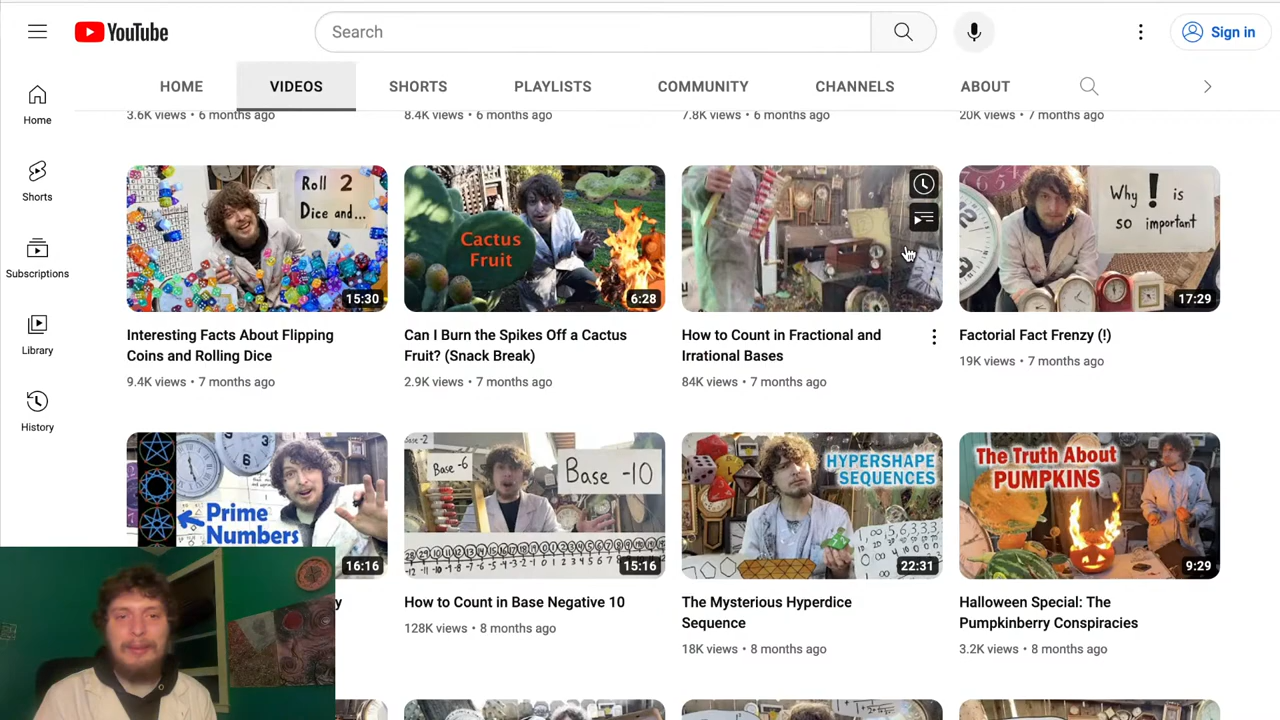 YouTube
Search
Sign in
HOME
VIDEOS
SHORTS
PLAYLISTS
COMMUNITY
CHANNELS
ABOUT
Home
Shorts
Subscriptions
Library
History
3.6K views • 6 months ago
8.4K views • 6 months ago
7.8K views • 6 months ago
20K views • 7 months ago
Roll 2
Dice and...
15:30
Cactus
Fruit
6:28
Why ! is
so important
17:29
Interesting Facts About Flipping
Coins and Rolling Dice
9.4K views • 7 months ago
Can I Burn the Spikes Off a Cactus
Fruit? (Snack Break)
2.9K views • 7 months ago
How to Count in Fractional and
Irrational Bases
84K views • 7 months ago
Factorial Fact Frenzy (!)
19K views • 7 months ago
Prime
Numbers
16:16
Base -2
Base -6
Base -10
15:16
HYPERSHAPE
SEQUENCES
22:31
The Truth About
PUMPKINS
9:29
y
How to Count in Base Negative 10
128K views • 8 months ago
The Mysterious Hyperdice
Sequence
18K views • 8 months ago
Halloween Special: The
Pumpkinberry Conspiracies
3.2K views • 8 months ago